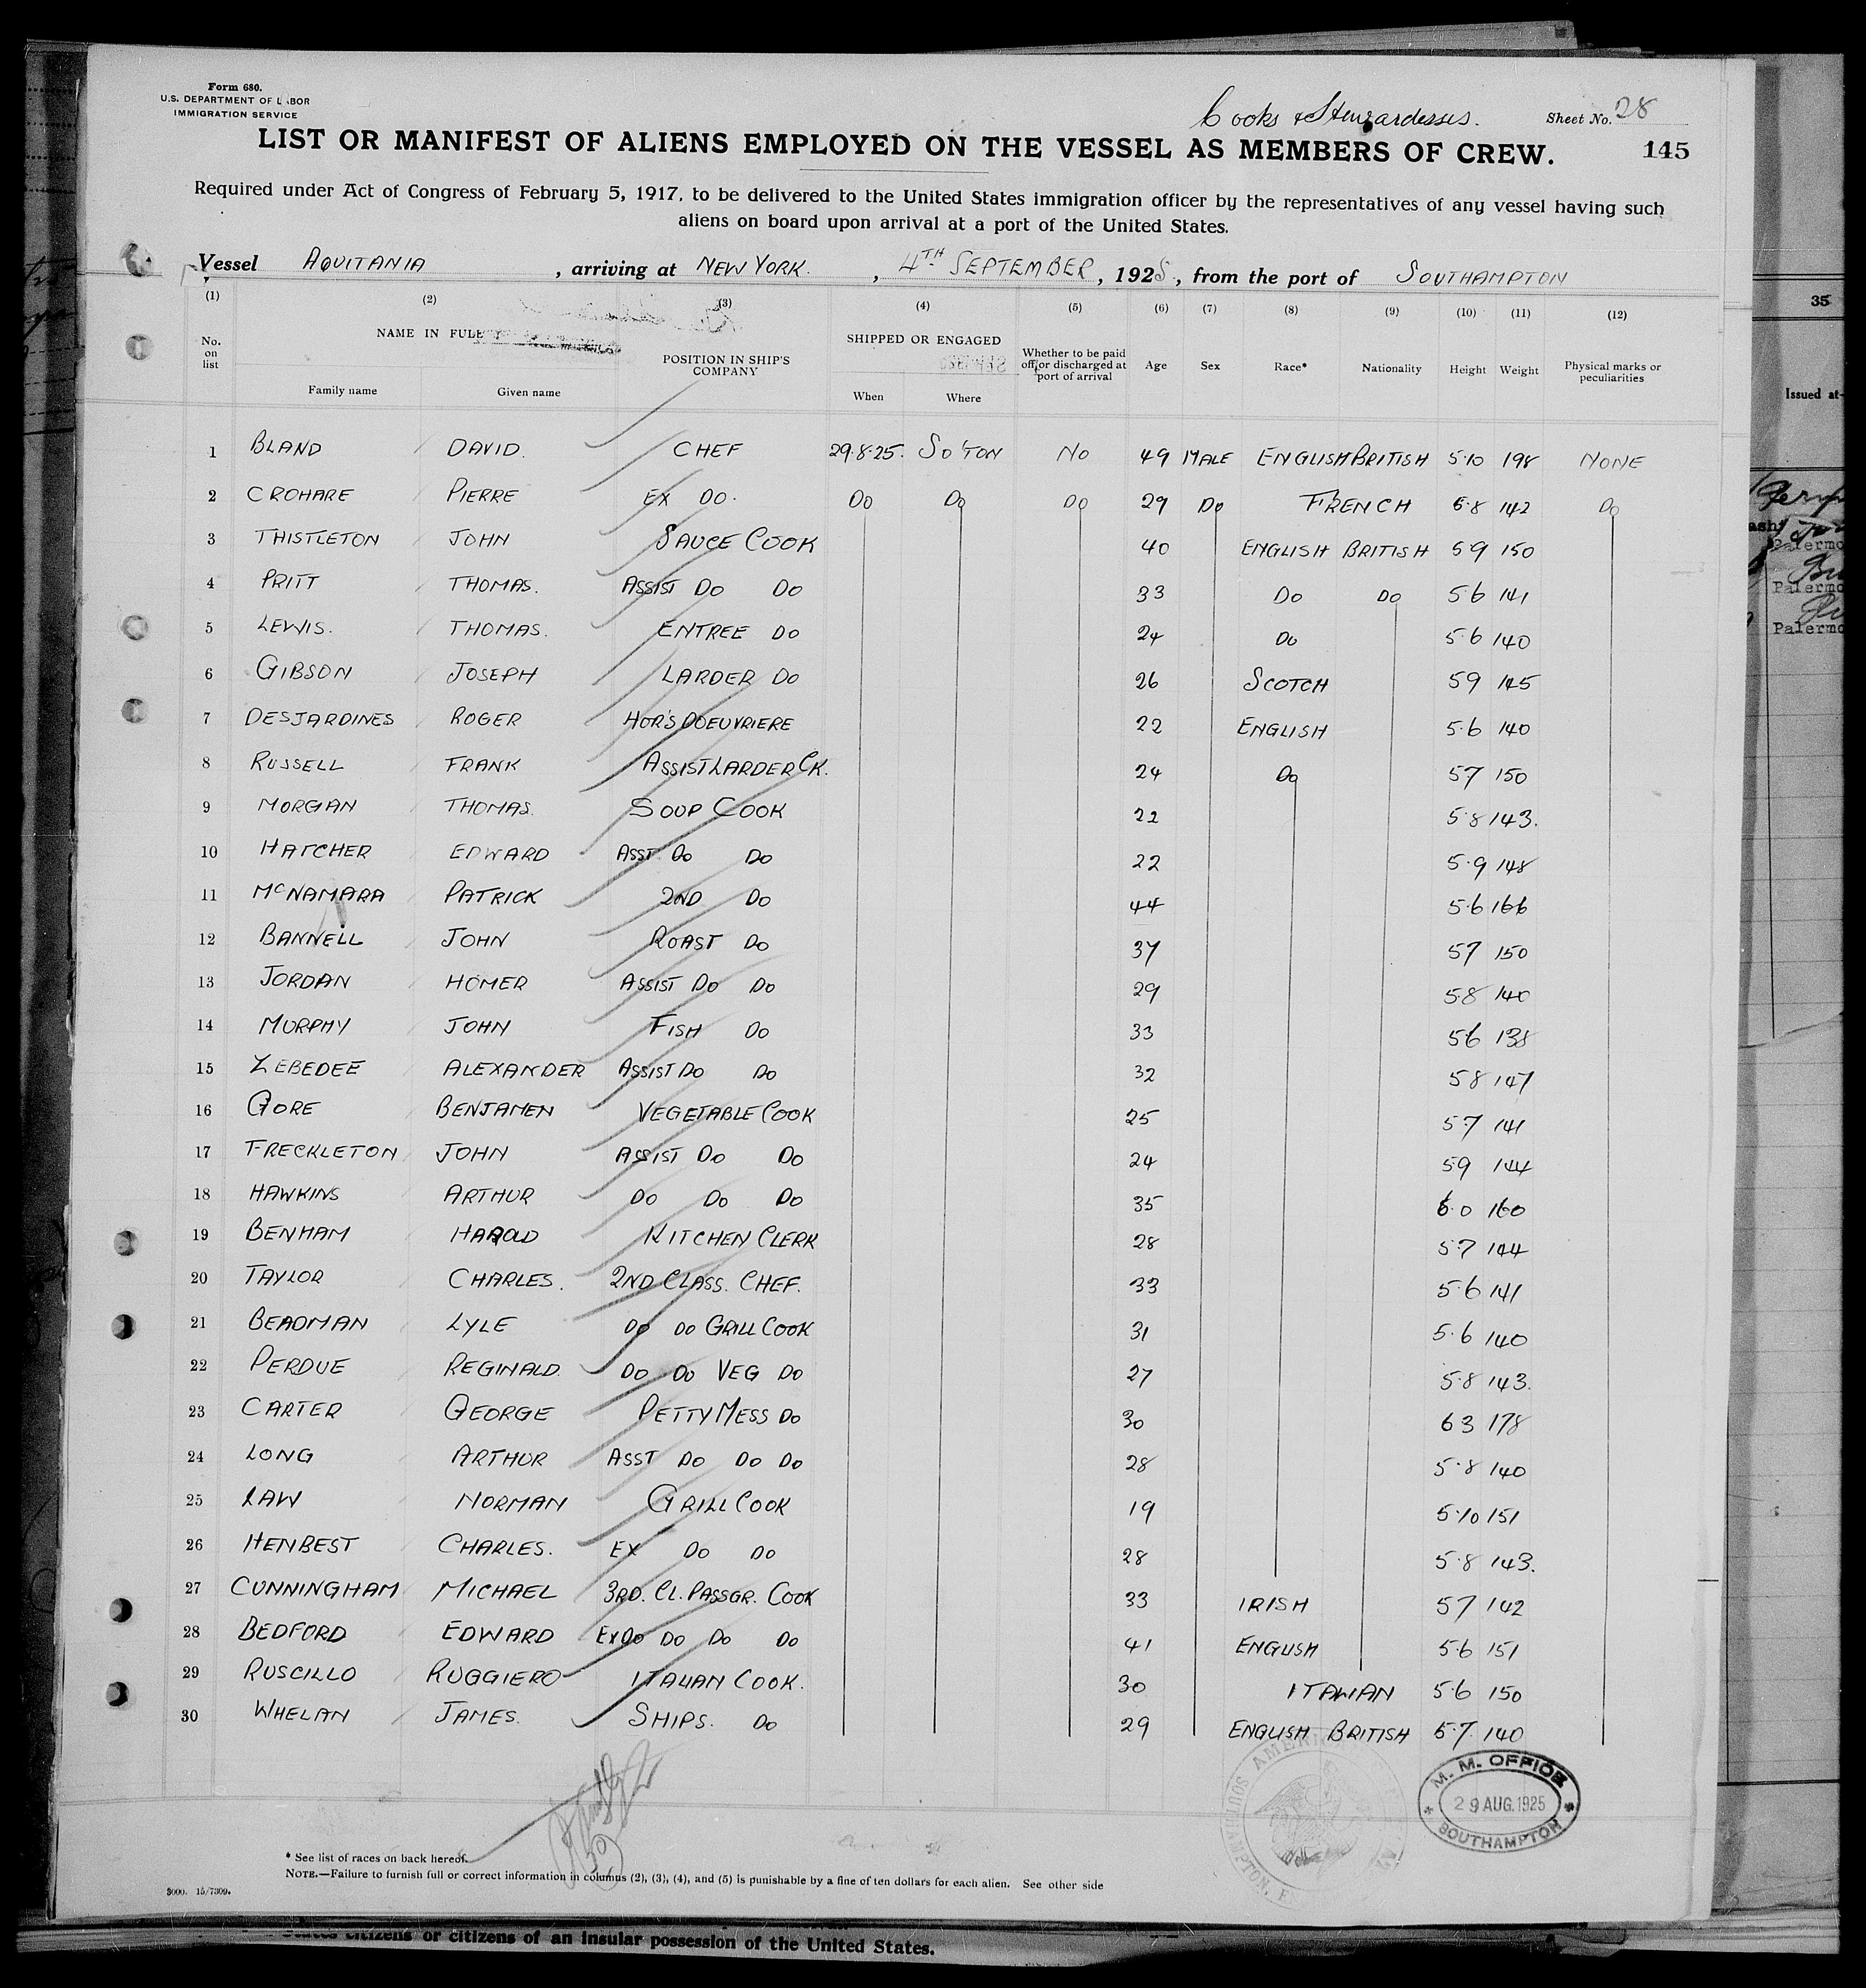 Form 680.
U.S. DEPARTMENT OF LABOR
IMMIGRATION SERVICE
Cooks & Stewardesses.
Sheet No. 28
LIST OR MANIFEST OF ALIENS EMPLOYED ON THE VESSEL AS MEMBERS OF CREW.
145
Required under Act of Congress of February 5, 1917, to be delivered to the United States immigration officer by the representatives of any vessel having such
aliens on board upon arrival at a port of the United States.
Vessel AQUITANIA, arriving at NEW YORK., 4TH SEPTEMBER, 1925, from the port of SOUTHAMPTON
(1) (2) (3) (4) (5) (6) (7) (8) (9) (10) (11) (12)
No. on list NAME IN FULL POSITION IN SHIP'S COMPANY SHIPPED OR ENGAGED Whether to be paid off or discharged at port of arrival Age Sex Race* Nationality Height Weight Physical marks or peculiarities
Family name Given name When Where
1 BLAND DAVID. CHEF 29.8.25. SO'TON NO 49 MALE ENGLISH BRITISH 5.10 198 NONE
2 CROHARE PIERRE EX DO. DO DO DO 29 DO FRENCH 5.8 142 DO
3 THISTLETON JOHN SAUCE COOK 40 ENGLISH BRITISH 59 150
4 PRITT THOMAS. ASSIST DO DO 33 DO DO 5.6 141
5 LEWIS. THOMAS. ENTREE DO 24 DO 5.6 140
6 GIBSON JOSEPH LARDER DO 26 SCOTCH 59 145
7 DESJARDINES ROGER HOR'S DOEUVRIERE 22 ENGLISH 5.6 140
8 RUSSELL FRANK ASSIST LARDER CK. 24 DO 57 150
9 MORGAN THOMAS. SOUP COOK 22 5.8 143.
10 HATCHER EDWARD ASST. DO DO 22 5.9 148
11 McNAMARA PATRICK 2ND DO 44 5.6 166
12 BANNELL JOHN ROAST DO 37 57 150
13 JORDAN HOMER ASSIST DO DO 29 58 140
14 MURPHY JOHN FISH DO 33 56 138
15 ZEBEDEE ALEXANDER ASSIST DO DO 32 58 147
16 GORE BENJAMEN VEGETABLE COOK 25 57 141
17 FRECKLETON JOHN ASSIST DO DO 24 59 144
18 HAWKINS ARTHUR DO DO DO 35 6.0 160
19 BENHAM HAROLD KITCHEN CLERK 28 5.7 144
20 TAYLOR CHARLES. 2ND CLASS. CHEF. 33 5.6 141
21 BEADMAN LYLE DO DO GRILL COOK 31 5.6 140
22 PERDUE REGINALD. DO DO VEG DO 27 5.8 143.
23 CARTER GEORGE PETTY MESS DO 30 63 178
24 LONG ARTHUR ASST DO DO DO 28 5.8 140
25 LAW NORMAN GRILL COOK 19 5.10 151
26 HENBEST CHARLES. EX DO DO 28 5.8 143.
27 CUNNINGHAM MICHAEL 3RD. CL. PASSGR. COOK 33 IRISH 57 142
28 BEDFORD EDWARD EX DO DO DO DO 41 ENGLISH 5.6 151
29 RUSCILLO RUGGIERO ITALIAN COOK. 30 ITALIAN 5.6 150
30 WHELAN JAMES. SHIPS. DO 29 ENGLISH BRITISH 5.7. 140
M. M. OFFICE
29 AUG. 1925
SOUTHAMPTON
* See list of races on back hereof.
NOTE.—Failure to furnish full or correct information in columns (2), (3), (4), and (5) is punishable by a fine of ten dollars for each alien. See other side
3000. 15/7309.
citizens or citizens of an insular possession of the United States.
35
Issued at
Palermo
Palermo
Palermo